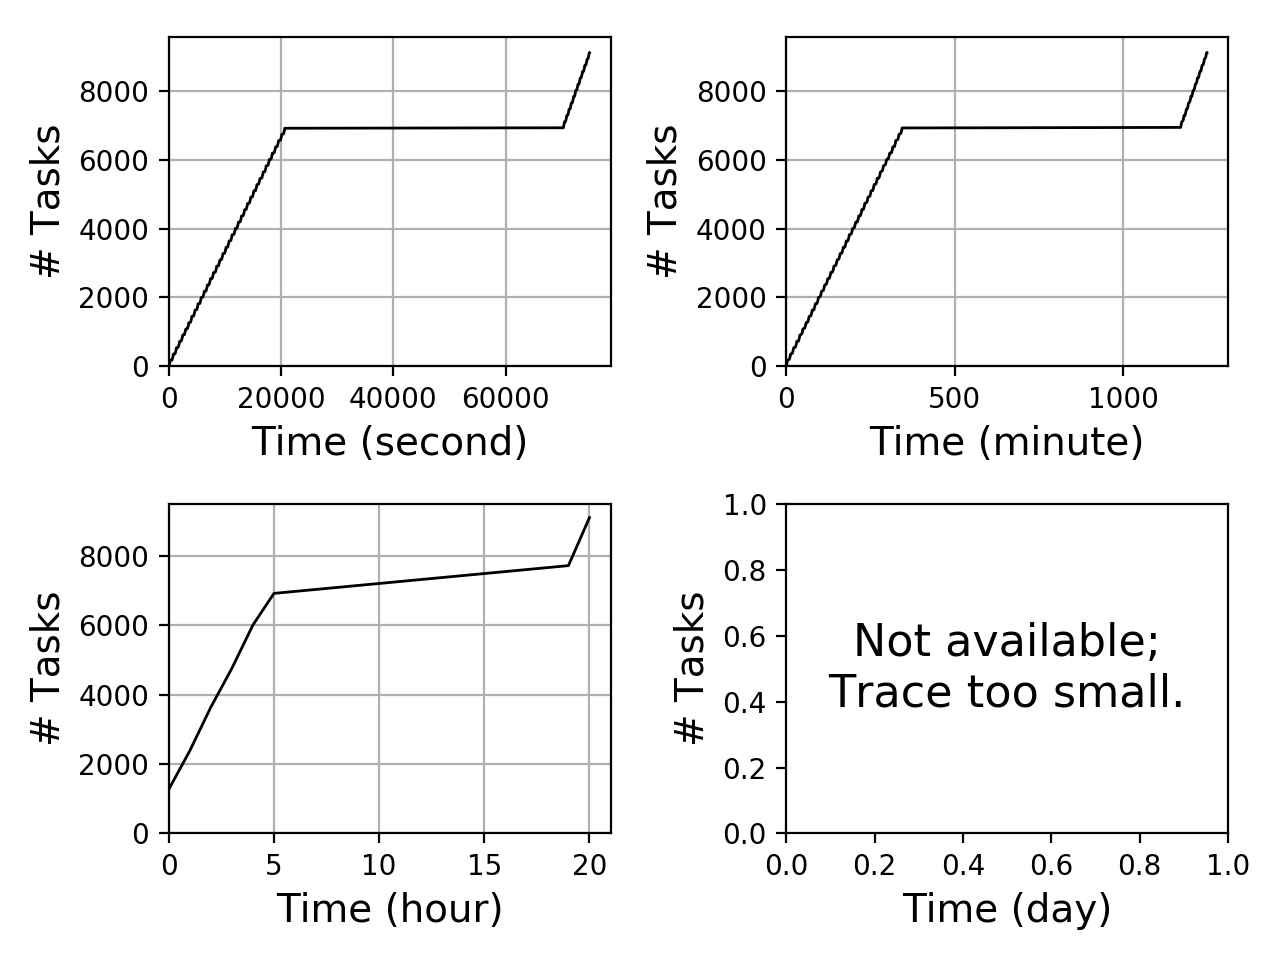 # Tasks
8000
6000
4000
2000
0
0 20000 40000 60000
Time (second)
# Tasks
8000
6000
4000
2000
0
0 500 1000
Time (minute)
# Tasks
8000
6000
4000
2000
0
0 5 10 15 20
Time (hour)
# Tasks
1.0
0.8
0.6
0.4
0.2
0.0
Not available;
Trace too small.
0.0 0.2 0.4 0.6 0.8 1.0
Time (day)